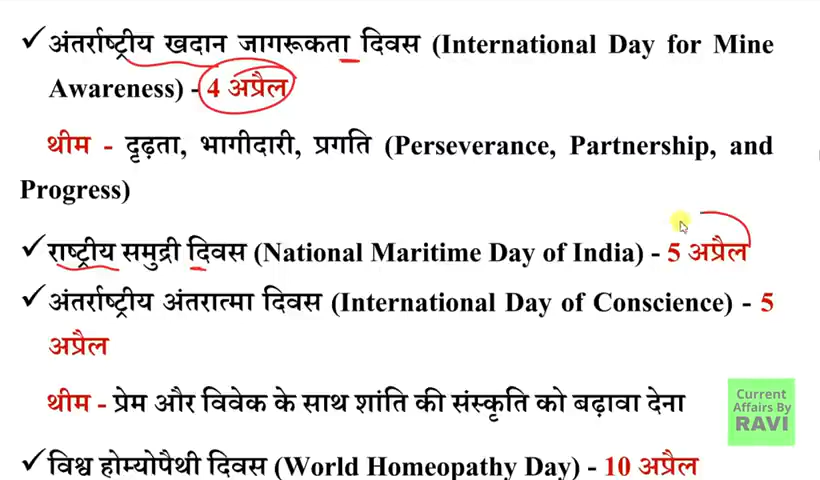 ✓ अंतर्राष्ट्रीय खदान जागरूकता दिवस (International Day for Mine
Awareness) - 4 अप्रैल
थीम - दृढ़ता, भागीदारी, प्रगति (Perseverance, Partnership, and
Progress)
✓ राष्ट्रीय समुद्री दिवस (National Maritime Day of India) - 5 अप्रैल
✓ अंतर्राष्ट्रीय अंतरात्मा दिवस (International Day of Conscience) - 5
अप्रैल
थीम - प्रेम और विवेक के साथ शांति की संस्कृति को बढ़ावा देना
Current
Affairs By
RAVI
✓ विश्व होम्योपैथी दिवस (World Homeopathy Day) - 10 अप्रैल